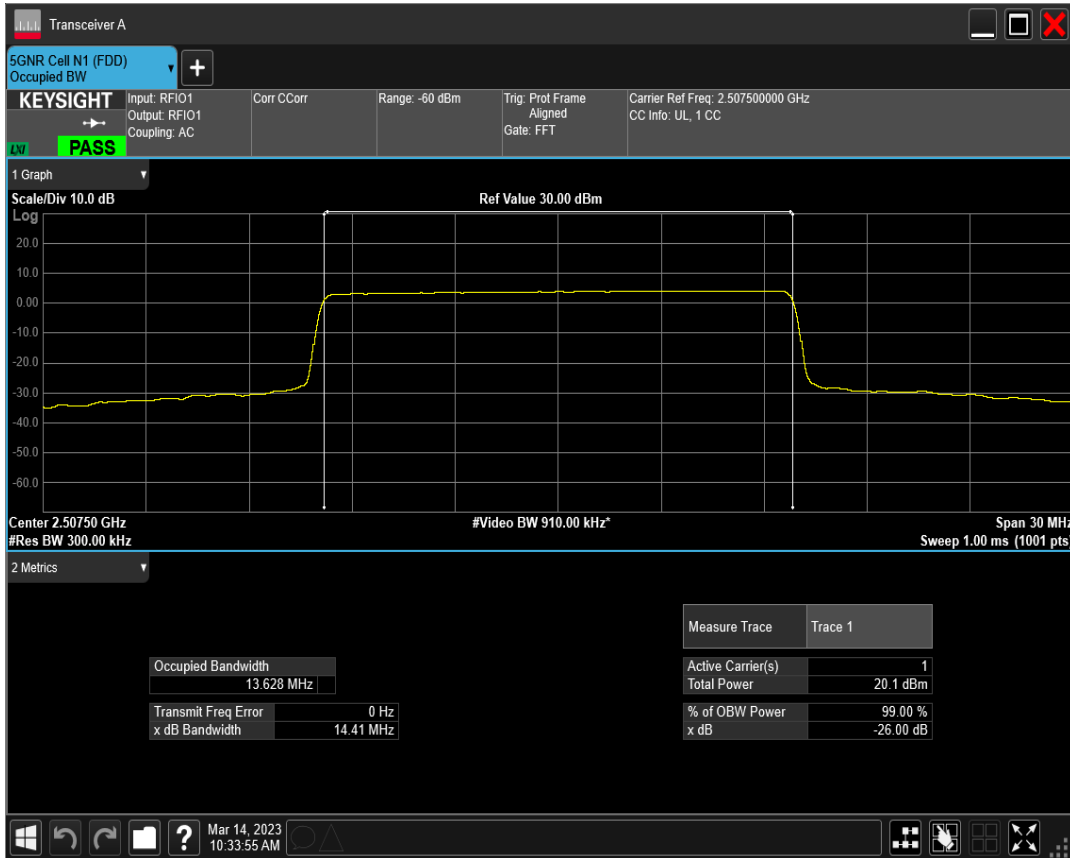 Transceiver A
5GNR Cell N1 (FDD)
Occupied BW
+
KEYSIGHT
LXI
PASS
Input: RFIO1
Output: RFIO1
Coupling: AC
Corr CCorr
Range: -60 dBm
Trig: Prot Frame
Aligned
Gate: FFT
Carrier Ref Freq: 2.507500000 GHz
CC Info: UL, 1 CC
1 Graph
Scale/Div 10.0 dB
Ref Value 30.00 dBm
Log
20.0
10.0
0.00
-10.0
-20.0
-30.0
-40.0
-50.0
-60.0
Center 2.50750 GHz
#Video BW 910.00 kHz*
Span 30 MHz
#Res BW 300.00 kHz
Sweep 1.00 ms (1001 pts)
2 Metrics
Measure Trace Trace 1
Occupied Bandwidth
13.628 MHz
Active Carrier(s) 1
Total Power 20.1 dBm
Transmit Freq Error 0 Hz
x dB Bandwidth 14.41 MHz
% of OBW Power 99.00 %
x dB -26.00 dB
?
Mar 14, 2023
10:33:55 AM